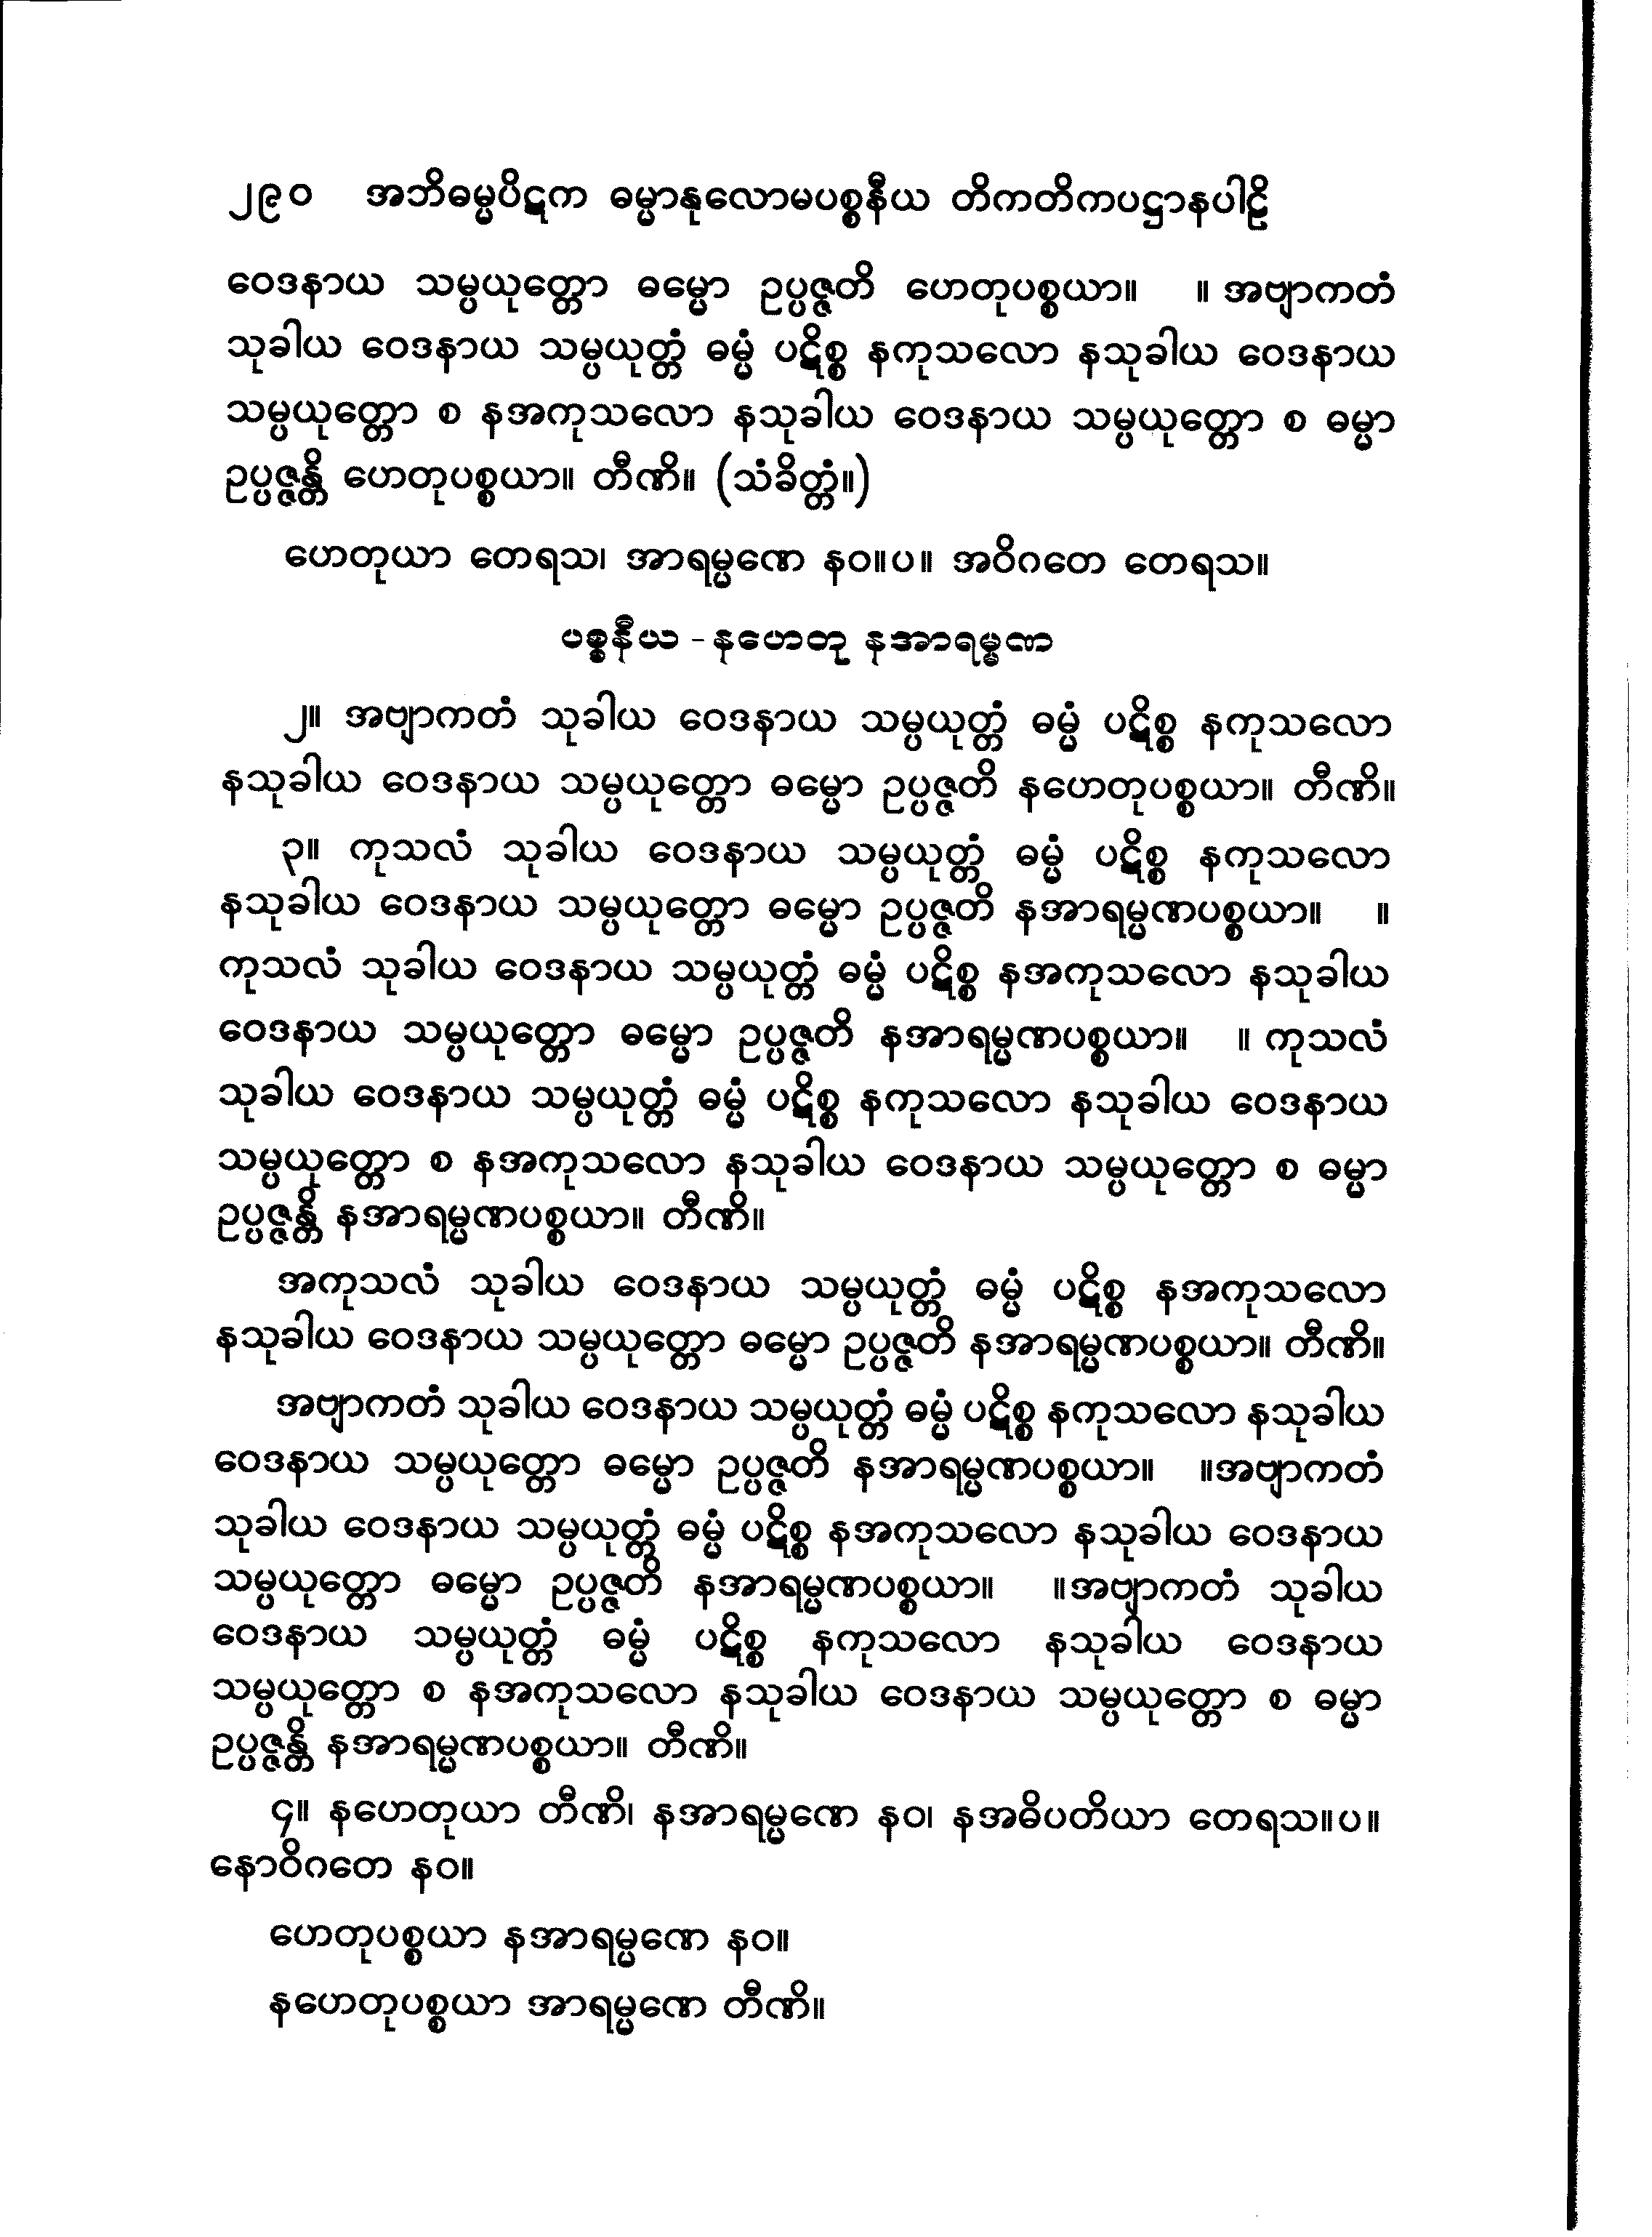 ၂၉၀ အဘိဓမ္မပိဋက ဓမ္မာနုလောမပစ္စနီယ တိကတိကပဋ္ဌာနပါဠိ
ဝေဒနာယ သမ္ပယုတ္တော ဓမ္မော ဥပ္ပဇ္ဇတိ ဟေတုပစ္စယာ။ ။ အဗျာကတံ
သုခါယ ဝေဒနာယ သမ္ပယုတ္တံ ဓမ္မံ ပဋိစ္စ နကုသလော နသုခါယ ဝေဒနာယ
သမ္ပယုတ္တော စ နအကုသလော နသုခါယ ဝေဒနာယ သမ္ပယုတ္တော စ ဓမ္မာ
ဥပ္ပဇ္ဇန္တိ ဟေတုပစ္စယာ။ တီဏိ။ (သံခိတ္တံ။)
ဟေတုယာ တေရသ၊ အာရမ္မဏေ နဝ။ပ။ အဝိဂတေ တေရသ။
ပစ္စနီယ - နဟေတု နအာရမ္မဏ
၂။ အဗျာကတံ သုခါယ ဝေဒနာယ သမ္ပယုတ္တံ ဓမ္မံ ပဋိစ္စ နကုသလော
နသုခါယ ဝေဒနာယ သမ္ပယုတ္တော ဓမ္မော ဥပ္ပဇ္ဇတိ နဟေတုပစ္စယာ။ တီဏိ။
၃။ ကုသလံ သုခါယ ဝေဒနာယ သမ္ပယုတ္တံ ဓမ္မံ ပဋိစ္စ နကုသလော
နသုခါယ ဝေဒနာယ သမ္ပယုတ္တော ဓမ္မော ဥပ္ပဇ္ဇတိ နအာရမ္မဏပစ္စယာ။ ။
ကုသလံ သုခါယ ဝေဒနာယ သမ္ပယုတ္တံ ဓမ္မံ ပဋိစ္စ နအကုသလော နသုခါယ
ဝေဒနာယ သမ္ပယုတ္တော ဓမ္မော ဥပ္ပဇ္ဇတိ နအာရမ္မဏပစ္စယာ။ ။ ကုသလံ
သုခါယ ဝေဒနာယ သမ္ပယုတ္တံ ဓမ္မံ ပဋိစ္စ နကုသလော နသုခါယ ဝေဒနာယ
သမ္ပယုတ္တော စ နအကုသလော နသုခါယ ဝေဒနာယ သမ္ပယုတ္တော စ ဓမ္မာ
ဥပ္ပဇ္ဇန္တိ နအာရမ္မဏပစ္စယာ။ တီဏိ။
အကုသလံ သုခါယ ဝေဒနာယ သမ္ပယုတ္တံ ဓမ္မံ ပဋိစ္စ နအကုသလော
နသုခါယ ဝေဒနာယ သမ္ပယုတ္တော ဓမ္မော ဥပ္ပဇ္ဇတိ နအာရမ္မဏပစ္စယာ။ တီဏိ။
အဗျာကတံ သုခါယ ဝေဒနာယ သမ္ပယုတ္တံ ဓမ္မံ ပဋိစ္စ နကုသလော နသုခါယ
ဝေဒနာယ သမ္ပယုတ္တော ဓမ္မော ဥပ္ပဇ္ဇတိ နအာရမ္မဏပစ္စယာ။ ။အဗျာကတံ
သုခါယ ဝေဒနာယ သမ္ပယုတ္တံ ဓမ္မံ ပဋိစ္စ နအကုသလော နသုခါယ ဝေဒနာယ
သမ္ပယုတ္တော ဓမ္မော ဥပ္ပဇ္ဇတိ နအာရမ္မဏပစ္စယာ။ ။အဗျာကတံ သုခါယ
ဝေဒနာယ သမ္ပယုတ္တံ ဓမ္မံ ပဋိစ္စ နကုသလော နသုခါယ ဝေဒနာယ
သမ္ပယုတ္တော စ နအကုသလော နသုခါယ ဝေဒနာယ သမ္ပယုတ္တော စ ဓမ္မာ
ဥပ္ပဇ္ဇန္တိ နအာရမ္မဏပစ္စယာ။ တီဏိ။
၄။ နဟေတုယာ တီဏိ၊ နအာရမ္မဏေ နဝ၊ နအဓိပတိယာ တေရသ။ပ။
နောဝိဂတေ နဝ။
ဟေတုပစ္စယာ နအာရမ္မဏေ နဝ။
နဟေတုပစ္စယာ အာရမ္မဏေ တီဏိ။